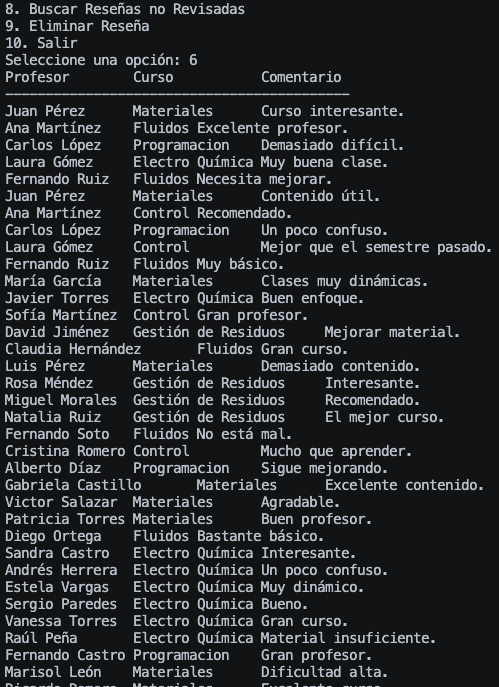 8. Buscar Reseñas no Revisadas
9. Eliminar Reseña
10. Salir
Seleccione una opción: 6
Profesor Curso Comentario
-----------------------------------------------
Juan Pérez Materiales Curso interesante.
Ana Martínez Fluidos Excelente profesor.
Carlos López Programacion Demasiado difícil.
Laura Gómez Electro Química Muy buena clase.
Fernando Ruiz Fluidos Necesita mejorar.
Juan Pérez Materiales Contenido útil.
Ana Martínez Control Recomendado.
Carlos López Programacion Un poco confuso.
Laura Gómez Control Mejor que el semestre pasado.
Fernando Ruiz Fluidos Muy básico.
María García Materiales Clases muy dinámicas.
Javier Torres Electro Química Buen enfoque.
Sofía Martínez Control Gran profesor.
David Jiménez Gestión de Residuos Mejorar material.
Claudia Hernández Fluidos Gran curso.
Luis Pérez Materiales Demasiado contenido.
Rosa Méndez Gestión de Residuos Interesante.
Miguel Morales Gestión de Residuos Recomendado.
Natalia Ruiz Gestión de Residuos El mejor curso.
Fernando Soto Fluidos No está mal.
Cristina Romero Control Mucho que aprender.
Alberto Díaz Programacion Sigue mejorando.
Gabriela Castillo Materiales Excelente contenido.
Victor Salazar Materiales Agradable.
Patricia Torres Materiales Buen profesor.
Diego Ortega Fluidos Bastante básico.
Sandra Castro Electro Química Interesante.
Andrés Herrera Electro Química Un poco confuso.
Estela Vargas Electro Química Muy dinámico.
Sergio Paredes Electro Química Bueno.
Vanessa Torres Electro Química Gran curso.
Raúl Peña Electro Química Material insuficiente.
Fernando Castro Programacion Gran profesor.
Marisol León Materiales Dificultad alta.